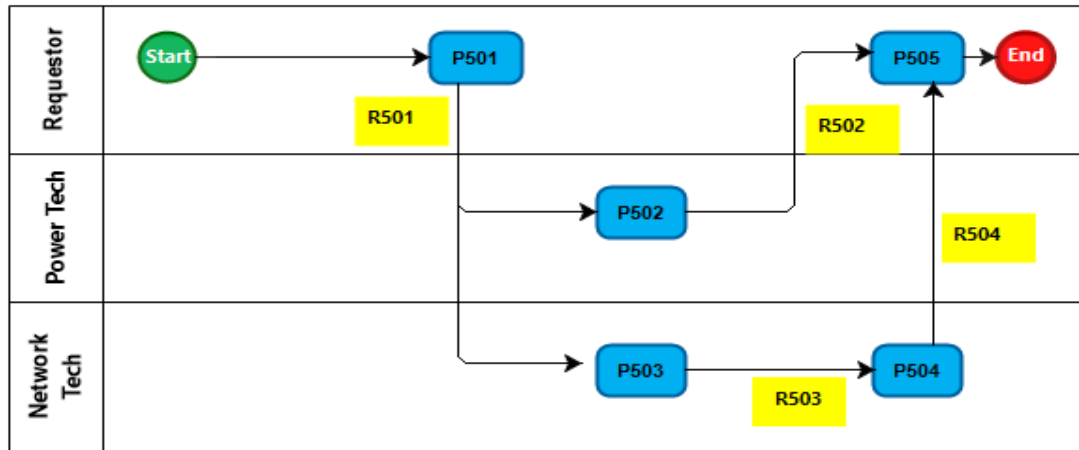 Requestor
Start
P501
P505
End
R501
R502
Power Tech
P502
R504
Network
Tech
P503
P504
R503